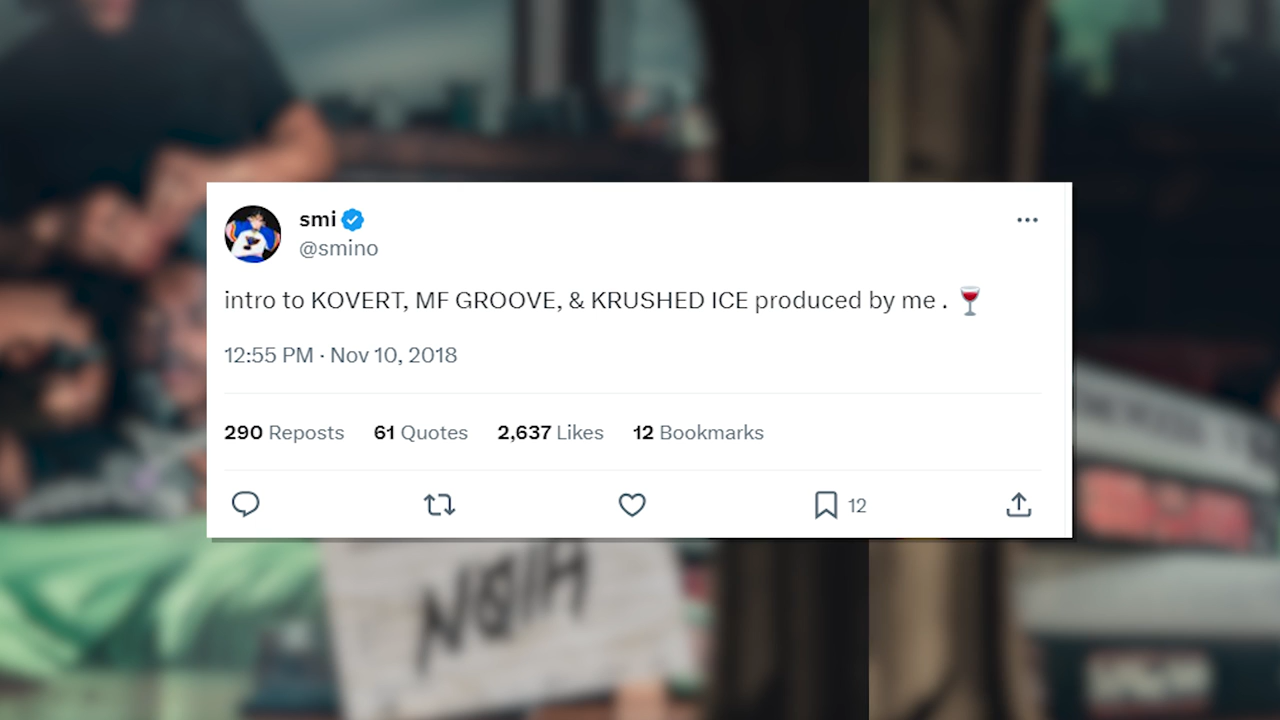 smi
@smino
intro to KOVERT, MF GROOVE, & KRUSHED ICE produced by me . 🍷
12:55 PM · Nov 10, 2018
290 Reposts 61 Quotes 2,637 Likes 12 Bookmarks
12
NØIR